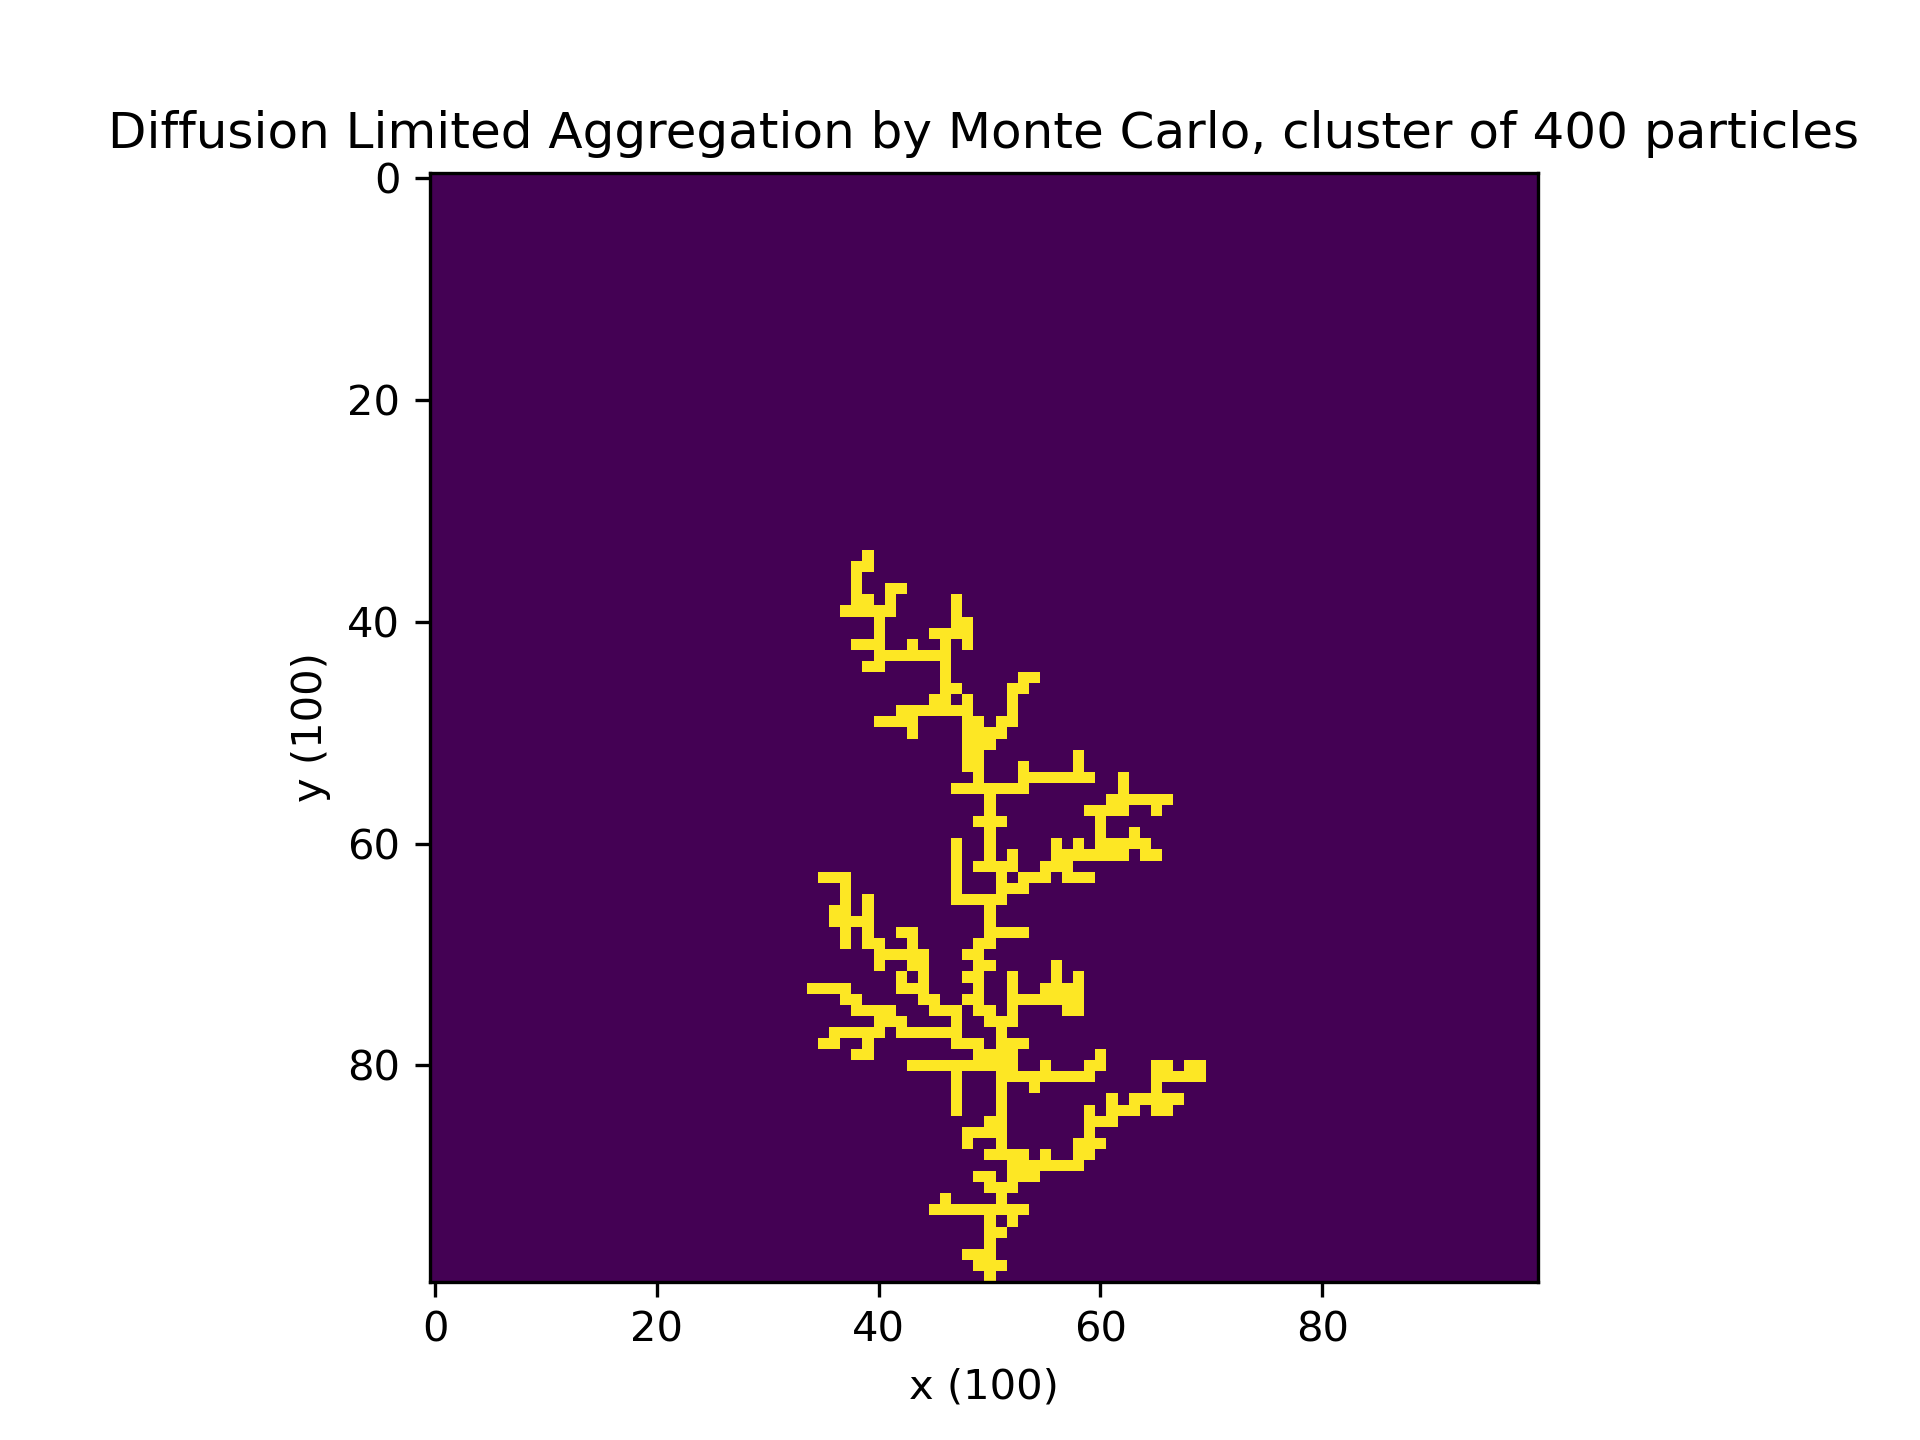 Diffusion Limited Aggregation by Monte Carlo, cluster of 400 particles
0
20
40
60
80
y (100)
0 20 40 60 80
x (100)